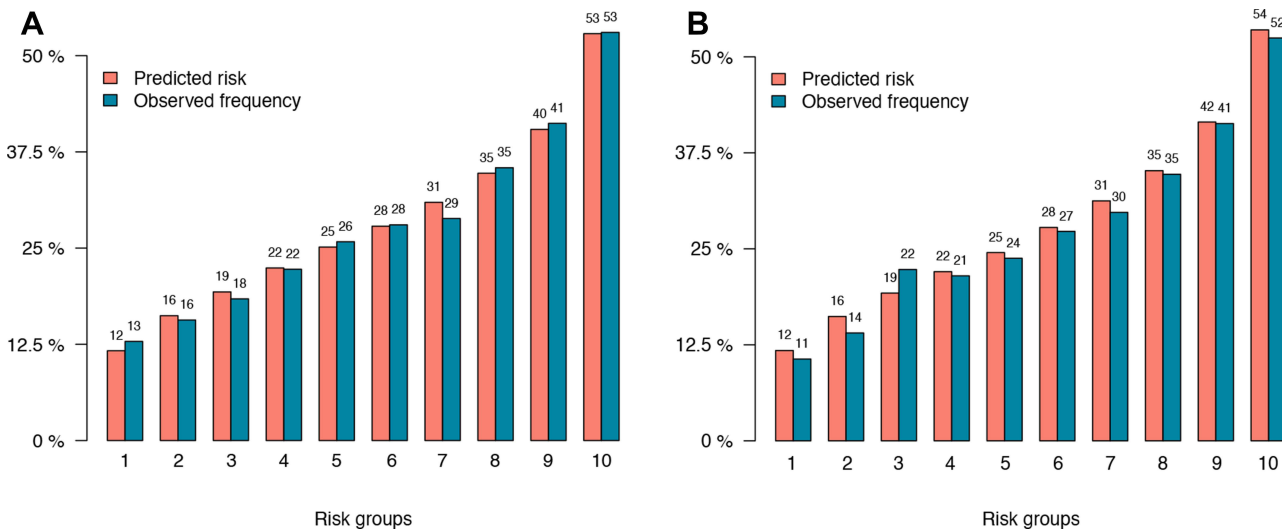 A
50 %
37.5 %
25 %
12.5 %
0 %
Predicted risk
Observed frequency
12 13 16 16 19 18 22 22 25 26 28 28 31 29 35 35 40 41 53 53
1 2 3 4 5 6 7 8 9 10
Risk groups
B
50 %
37.5 %
25 %
12.5 %
0 %
Predicted risk
Observed frequency
12 11 16 14 19 22 22 21 25 24 28 27 31 30 35 35 42 41 54 52
1 2 3 4 5 6 7 8 9 10
Risk groups